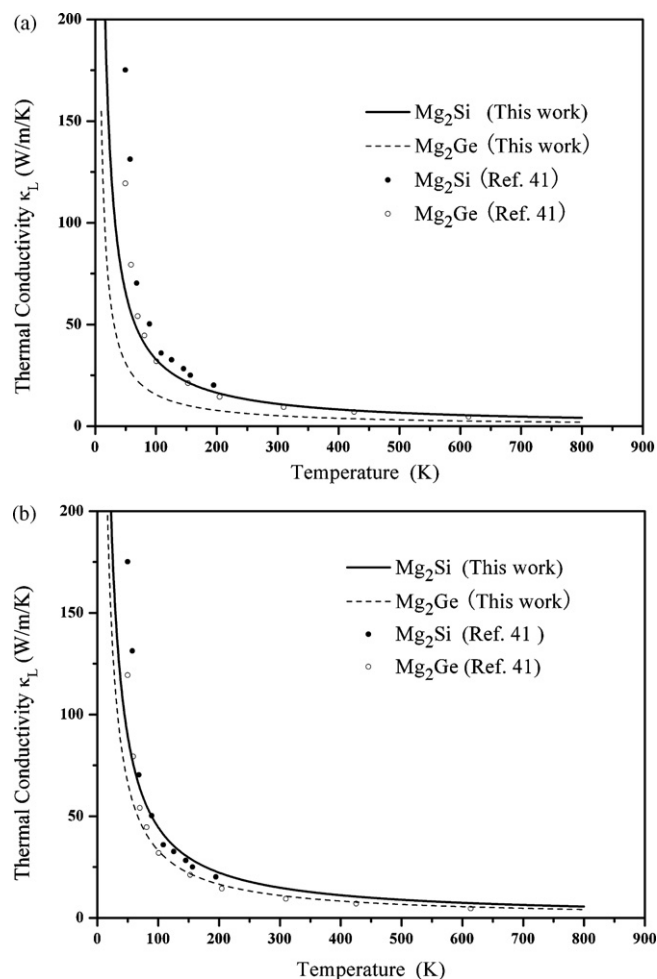 (a)
200
150
100
50
0
Thermal Conductivity κL (W/m/K)
Mg2Si (This work)
Mg2Ge (This work)
Mg2Si (Ref. 41)
Mg2Ge (Ref. 41)
0 100 200 300 400 500 600 700 800 900
Temperature (K)
(b)
200
150
100
50
0
Thermal Conductivity κL (W/m/K)
Mg2Si (This work)
Mg2Ge (This work)
Mg2Si (Ref. 41 )
Mg2Ge (Ref. 41)
0 100 200 300 400 500 600 700 800 900
Temperature (K)